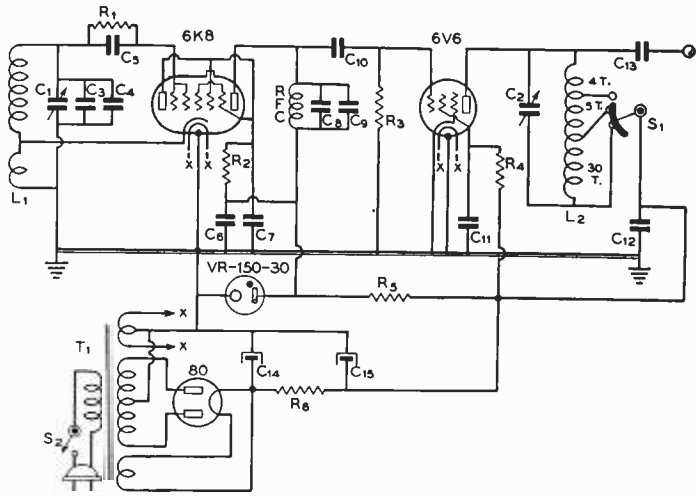 R1
6K8
6V6
C5
C10
C13
C1
C3
C4
RFC
C8
C9
R3
C2
4 T.
5 T.
S1
X
X
R2
X
X
R4
30 T.
L1
L2
C6
C7
C11
C12
VR-150-30
R5
X
T1
X
80
C14
C15
R8
S2